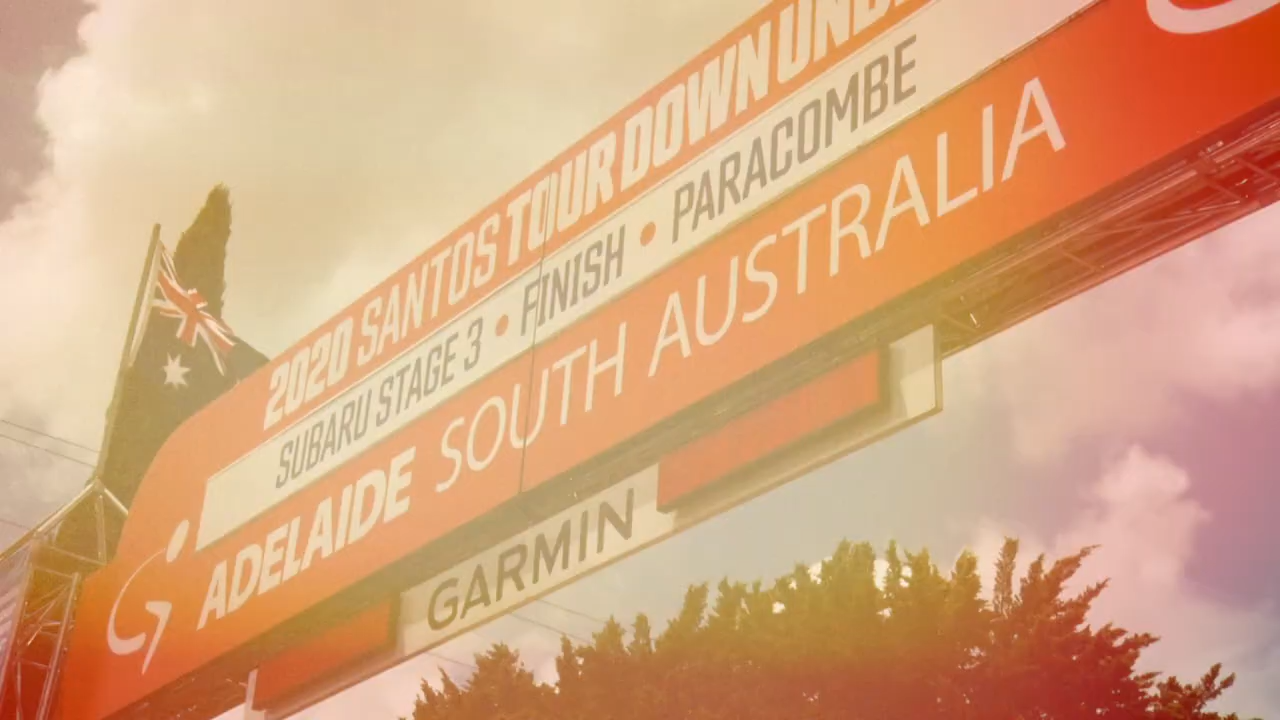 2020 SANTOS TOUR DOWN UND
SUBARU STAGE 3 • FINISH • PARACOMBE
ADELAIDE SOUTH AUSTRALIA
GARMIN